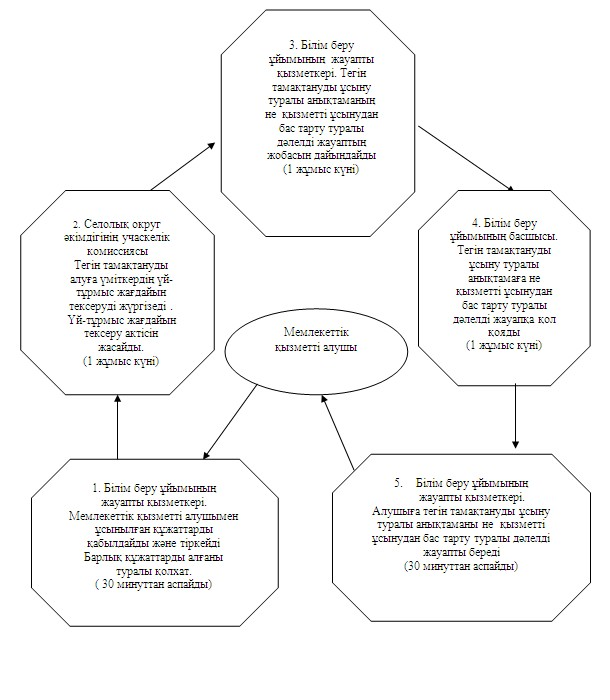 3. Білім беру
ұйымының жауапты
қызметкері. Тегін
тамақтануды ұсыну
туралы анықтаманың
не қызметті ұсынудан
бас тарту туралы
дәлелді жауаптың
жобасын дайындайды
(1 жұмыс күні)
2. Селолық округ
әкімдігінің учаскелік
комиссиясы
Тегін тамақтануды
алуға үміткердің үй-
тұрмыс жағдайын
тексеруді жүргізеді .
Үй-тұрмыс жағдайын
тексеру актісін
жасайды.
(1 жұмыс күні)
4. Білім беру
ұйымының басшысы.
Тегін тамақтануды
ұсыну туралы
анықтамаға не
қызметті ұсынудан
бас тарту туралы
дәлелді жауапқа қол
қояды
(1 жұмыс күні)
Мемлекеттік
қызметті алушы
1. Білім беру ұйымының
жауапты қызметкері.
Мемлекеттік қызметті алушымен
ұсынылған құжаттарды
қабылдайды және тіркейді
Барлық құжаттарды алғаны
туралы қолхат.
( 30 минуттан аспайды)
5. Білім беру ұйымының
жауапты қызметкері.
Алушыға тегін тамақтануды ұсыну
туралы анықтаманы не қызметті
ұсынудан бас тарту туралы дәлелді
жауапты береді
(30 минуттан аспайды)